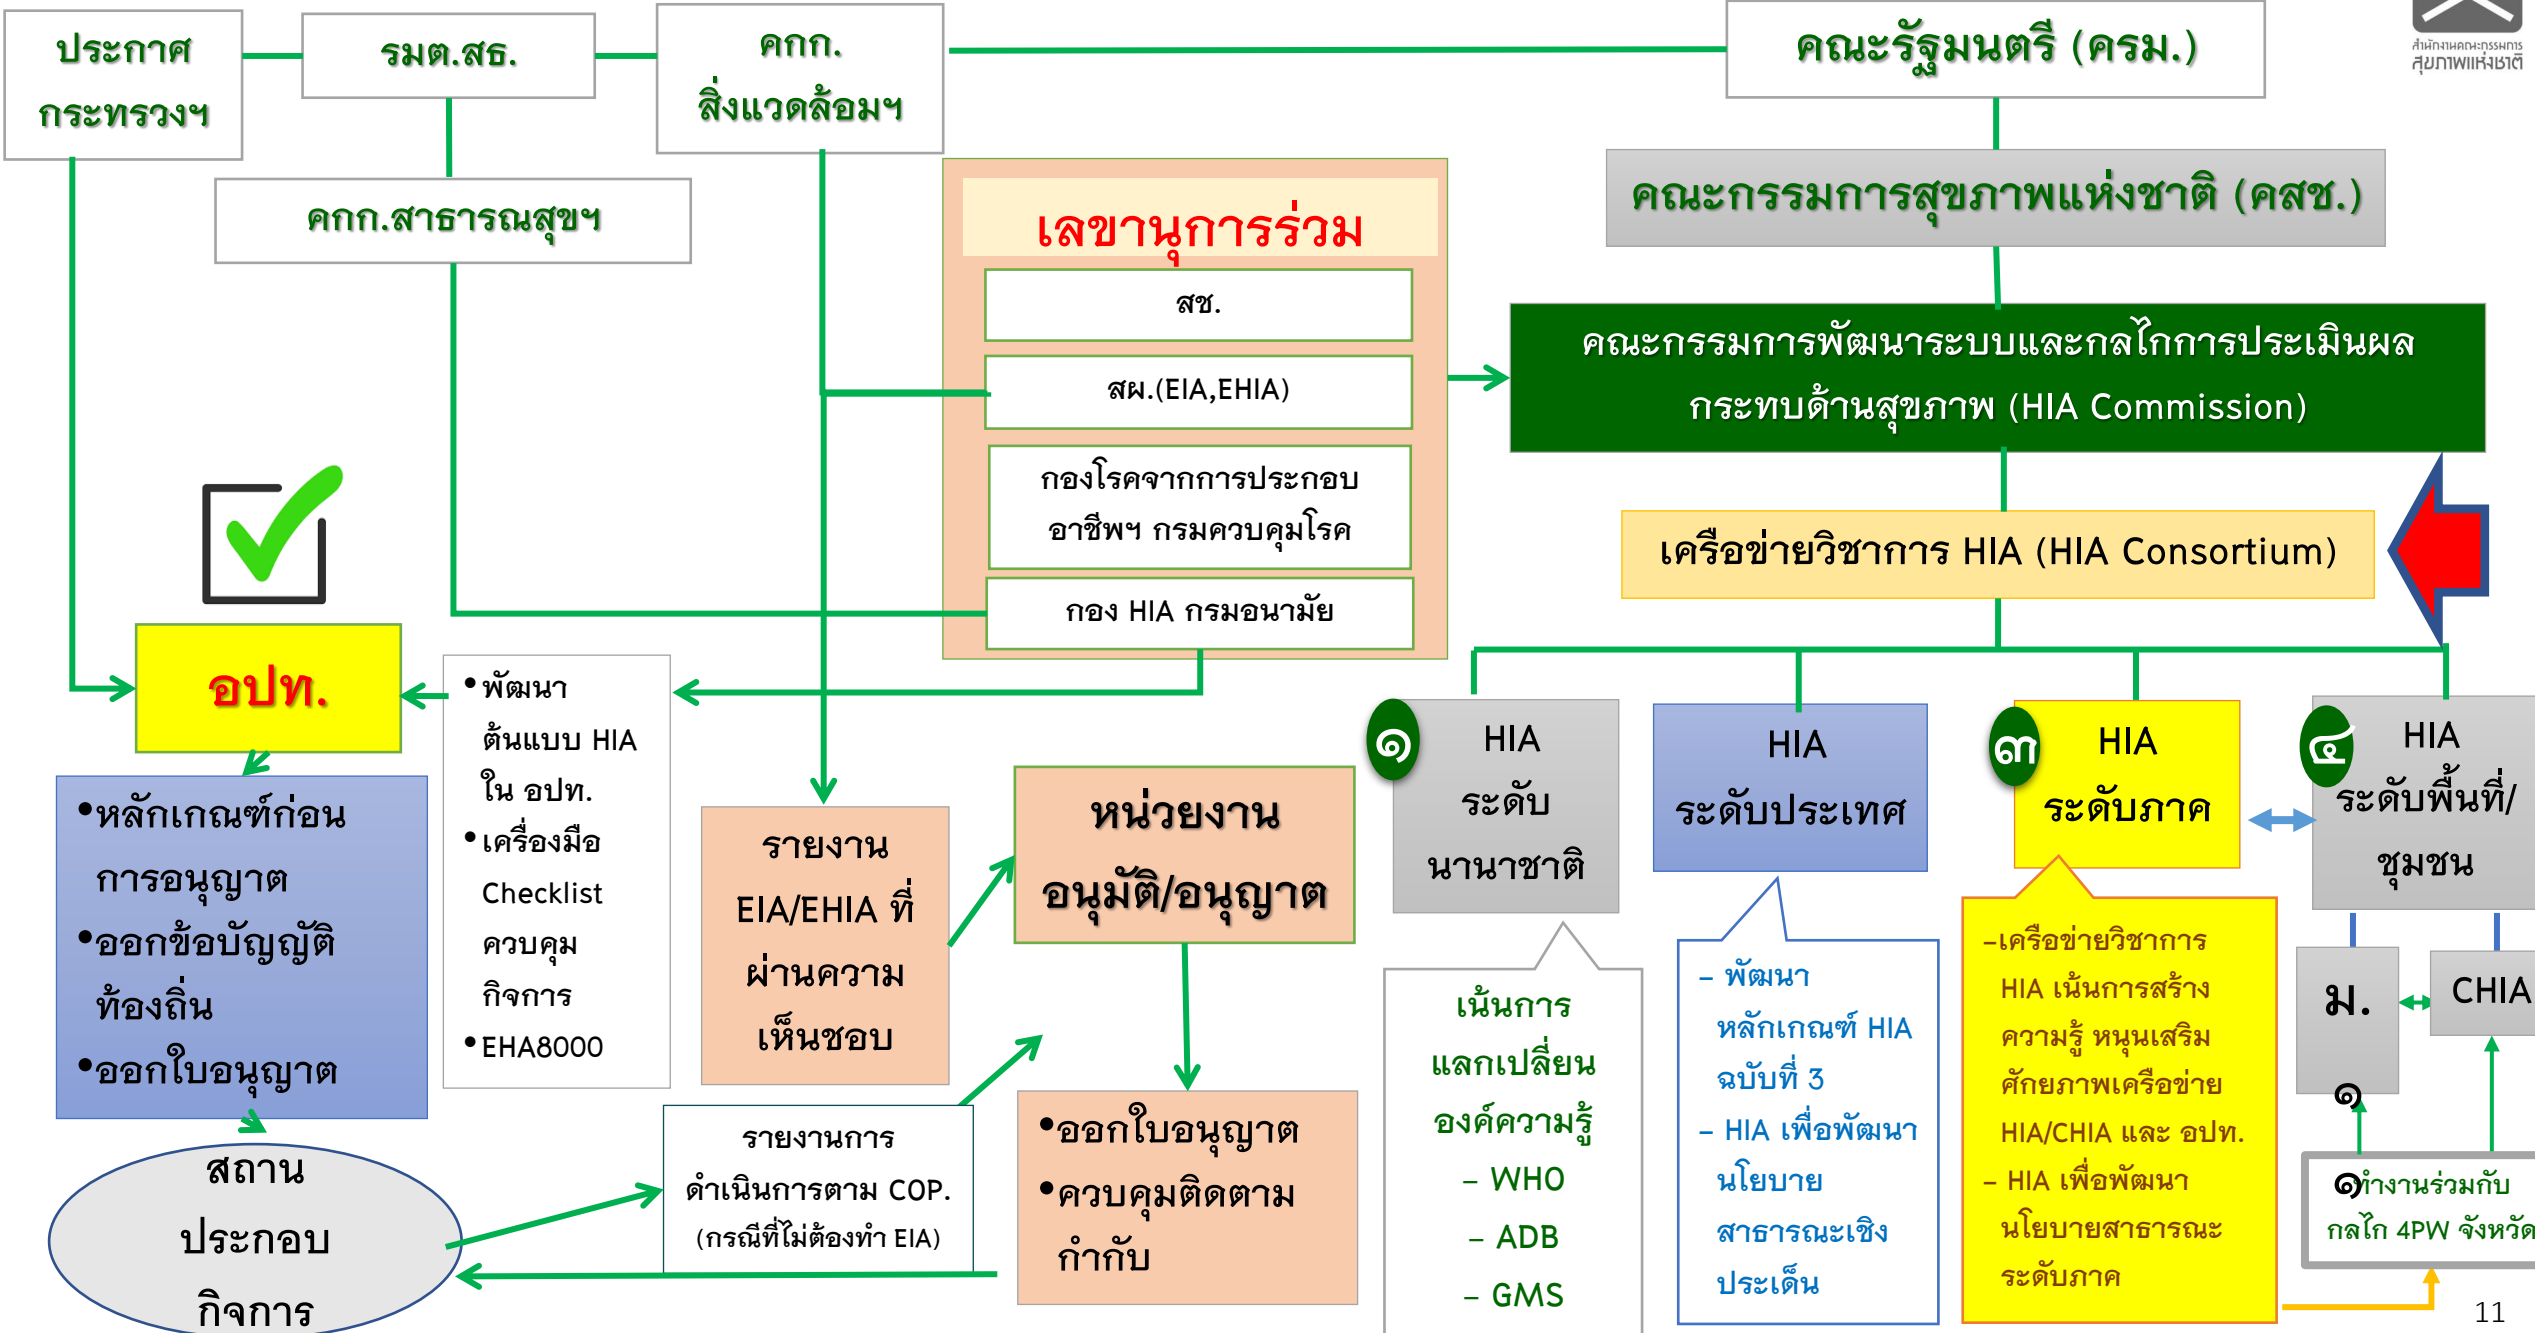 ประกาศ
กระทรวงฯ
รมต.สธ.
คกก.
สิ่งแวดล้อมฯ
คณะรัฐมนตรี (ครม.)
สำนักงานคณะกรรมการ
สุขภาพแห่งชาติ
คกก.สาธารณสุขฯ
คณะกรรมการสุขภาพแห่งชาติ (คสช.)
เลขานุการร่วม
สช.
สผ.(EIA,EHIA)
กองโรคจากการประกอบ
อาชีพฯ กรมควบคุมโรค
กอง HIA กรมอนามัย
คณะกรรมการพัฒนาระบบและกลไกการประเมินผล
กระทบด้านสุขภาพ (HIA Commission)
เครือข่ายวิชาการ HIA (HIA Consortium)
อปท.
•หลักเกณฑ์ก่อน
การอนุญาต
•ออกข้อบัญญัติ
ท้องถิ่น
•ออกใบอนุญาต
•พัฒนา
ต้นแบบ HIA
ใน อปท.
•เครื่องมือ
Checklist
ควบคุม
กิจการ
•EHA8000
สถาน
ประกอบ
กิจการ
รายงาน
EIA/EHIA ที่
ผ่านความ
เห็นชอบ
หน่วยงาน
อนุมัติ/อนุญาต
รายงานการ
ดำเนินการตาม COP.
(กรณีที่ไม่ต้องทำ EIA)
•ออกใบอนุญาต
•ควบคุมติดตาม
กำกับ
๑
HIA
ระดับ
นานาชาติ
เน้นการ
แลกเปลี่ยน
องค์ความรู้
– WHO
– ADB
– GMS
HIA
ระดับประเทศ
– พัฒนา
หลักเกณฑ์ HIA
ฉบับที่ 3
– HIA เพื่อพัฒนา
นโยบาย
สาธารณะเชิง
ประเด็น
๓
HIA
ระดับภาค
–เครือข่ายวิชาการ
HIA เน้นการสร้าง
ความรู้ หนุนเสริม
ศักยภาพเครือข่าย
HIA/CHIA และ อปท.
– HIA เพื่อพัฒนา
นโยบายสาธารณะ
ระดับภาค
๔
HIA
ระดับพื้นที่/
ชุมชน
ม.
๑
๑
CHIA
ทำงานร่วมกับ
กลไก 4PW จังหวัด
11